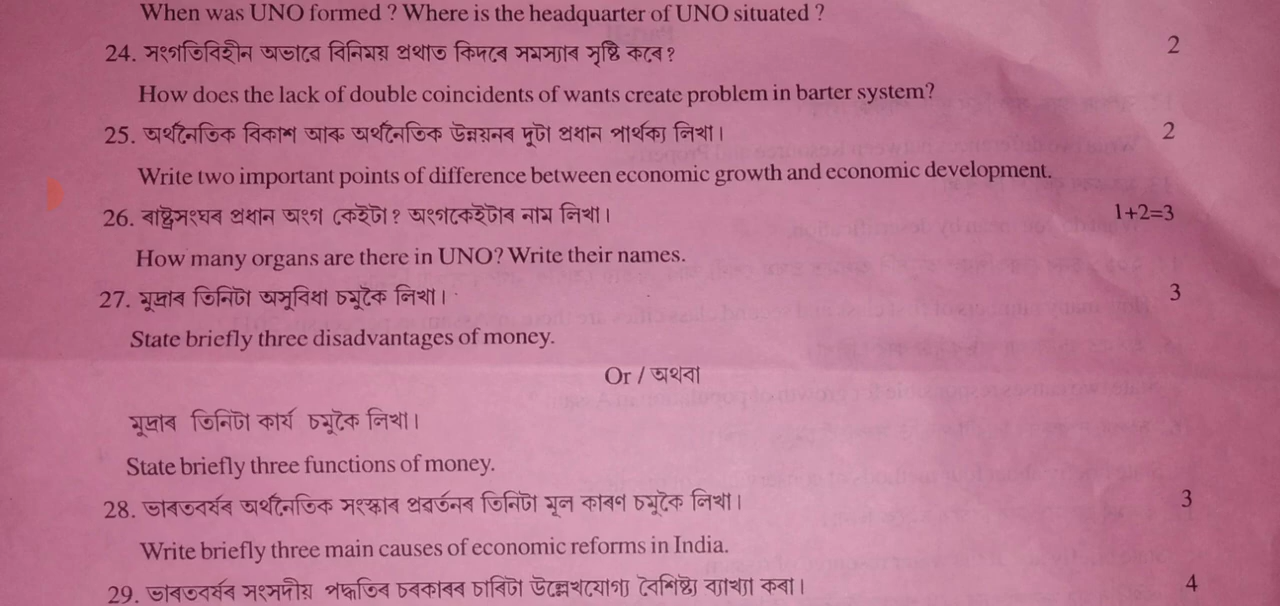 When was UNO formed ? Where is the headquarter of UNO situated ?
24. সংগতিবিহীন অভাৱে বিনিময় প্ৰথাত কিদৰে সমস্যাৰ সৃষ্টি কৰে? 2
How does the lack of double coincidents of wants create problem in barter system?
25. অৰ্থনৈতিক বিকাশ আৰু অৰ্থনৈতিক উন্নয়নৰ দুটা প্ৰধান পাৰ্থক্য লিখা। 2
Write two important points of difference between economic growth and economic development.
26. ৰাষ্ট্ৰসংঘৰ প্ৰধান অংগ কেইটা? অংগকেইটাৰ নাম লিখা। 1+2=3
How many organs are there in UNO? Write their names.
27. মুদ্ৰাৰ তিনিটা অসুবিধা চমুকৈ লিখা। 3
State briefly three disadvantages of money.
Or / অথবা
মুদ্ৰাৰ তিনিটা কাৰ্য চমুকৈ লিখা।
State briefly three functions of money.
28. ভাৰতবৰ্ষৰ অৰ্থনৈতিক সংস্কাৰ প্ৰৱৰ্তনৰ তিনিটা মূল কাৰণ চমুকৈ লিখা। 3
Write briefly three main causes of economic reforms in India.
29. ভাৰতবৰ্ষৰ সংসদীয় পদ্ধতিৰ চৰকাৰৰ চাৰিটা উল্লেখযোগ্য বৈশিষ্ট্য ব্যাখ্যা কৰা। 4